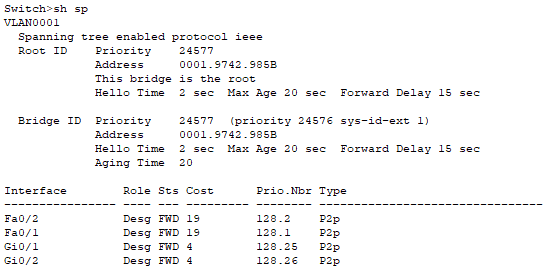 Switch>sh sp
VLAN0001
Spanning tree enabled protocol ieee
Root ID Priority 24577
Address 0001.9742.985B
This bridge is the root
Hello Time 2 sec Max Age 20 sec Forward Delay 15 sec
Bridge ID Priority 24577 (priority 24576 sys-id-ext 1)
Address 0001.9742.985B
Hello Time 2 sec Max Age 20 sec Forward Delay 15 sec
Aging Time 20
Interface Role Sts Cost Prio.Nbr Type
---------------- ---- --- --------- -------- --------------------------------
Fa0/2 Desg FWD 19 128.2 P2p
Fa0/1 Desg FWD 19 128.1 P2p
Gi0/1 Desg FWD 4 128.25 P2p
Gi0/2 Desg FWD 4 128.26 P2p